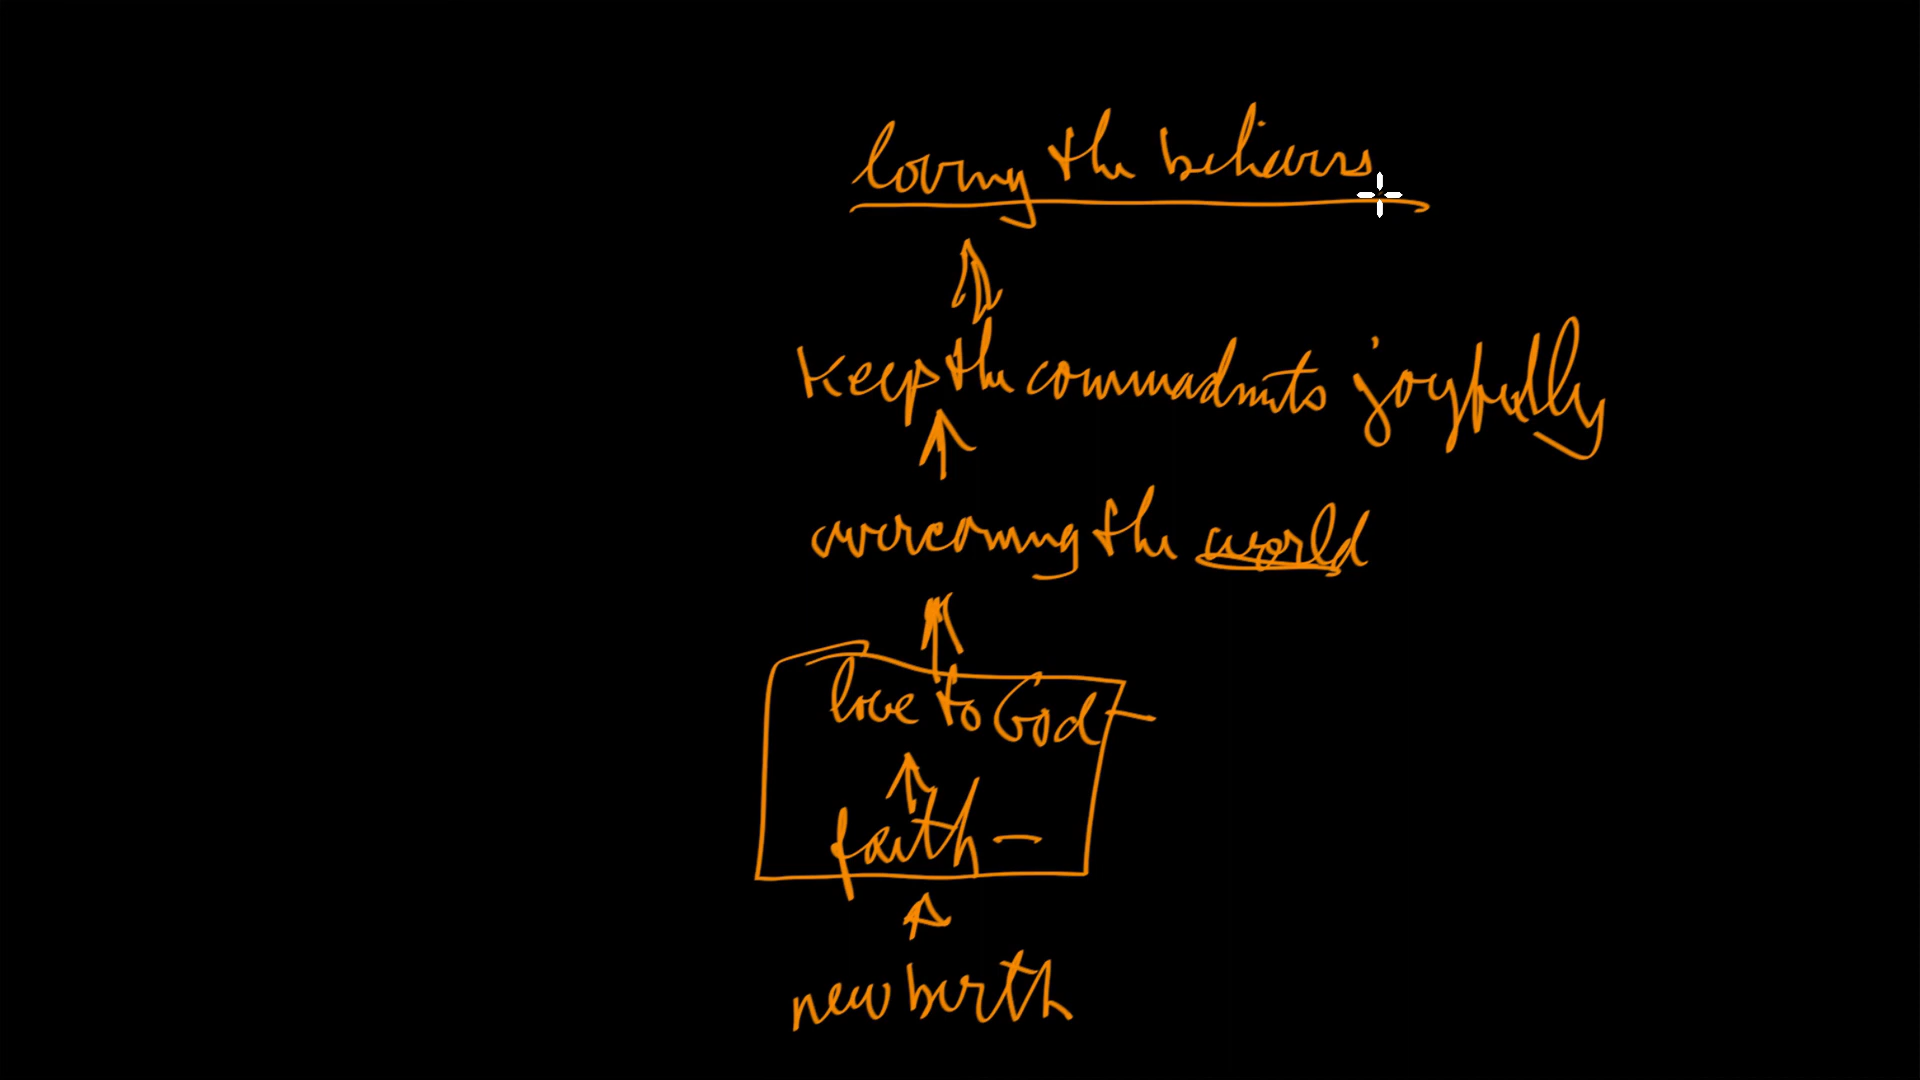 loving the believers
Keep the commandments joyfully
overcoming the world
love to God -
faith -
new birth